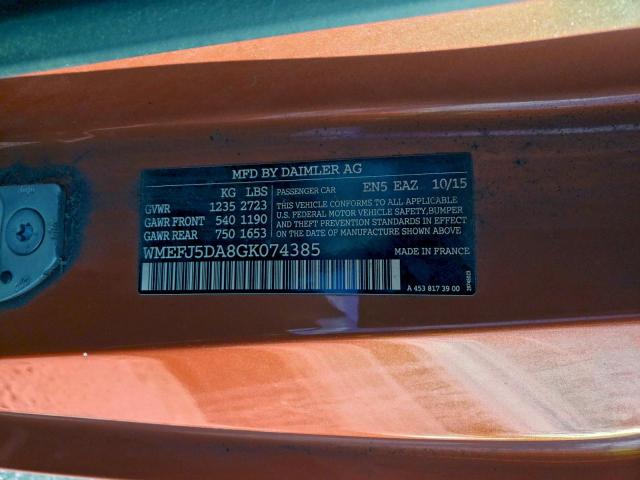 MFD BY DAIMLER AG
KG LBS PASSENGER CAR EN5 EAZ 10/15
GVWR 1235 2723
GAWR FRONT 540 1190
GAWR REAR 750 1653
THIS VEHICLE CONFORMS TO ALL APPLICABLE
U.S. FEDERAL MOTOR VEHICLE SAFETY, BUMPER
AND THEFT PREVENTION STANDARDS IN EFFECT ON
THE DATE OF MANUFACTURE SHOWN ABOVE
WMEFJ5DA8GK074385 MADE IN FRANCE
A 453 817 39 00